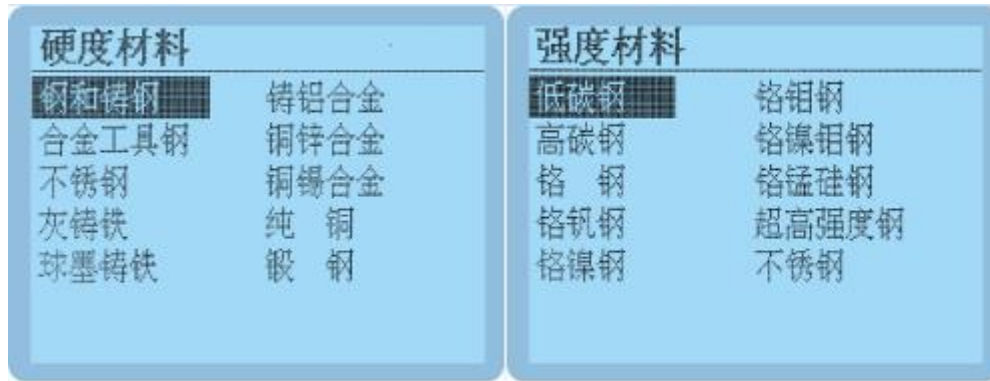 硬度材料
钢和铸钢 铸铝合金
合金工具钢 铜锌合金
不锈钢 铜锡合金
灰铸铁 纯 铜
球墨铸铁 锻 钢
强度材料
低碳钢 铬钼钢
高碳钢 铬镍钼钢
铬 钢 铬锰硅钢
铬钒钢 超高强度钢
铬镍钢 不锈钢